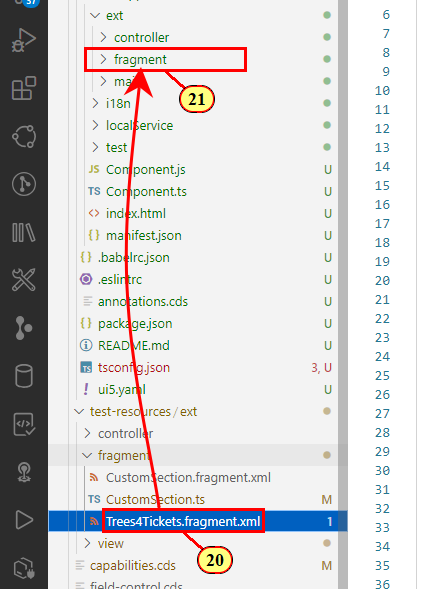 37
ext
controller
fragment
21
mai
i18n
localService
test
JS Component.js U
TS Component.ts U
index.html U
manifest.json U
.babelrc.json U
.eslintrc U
annotations.cds U
package.json U
README.md U
TS tsconfig.json 3, U
ui5.yaml U
test-resources / ext
controller
fragment
CustomSection.fragment.xml
TS CustomSection.ts M
Trees4Tickets.fragment.xml 1
view
20
capabilities.cds M
field-control.cds
6
7
8
9
10
11
12
13
14
15
16
17
18
19
20
21
22
23
24
25
26
27
28
29
30
31
32
33
34
35
36